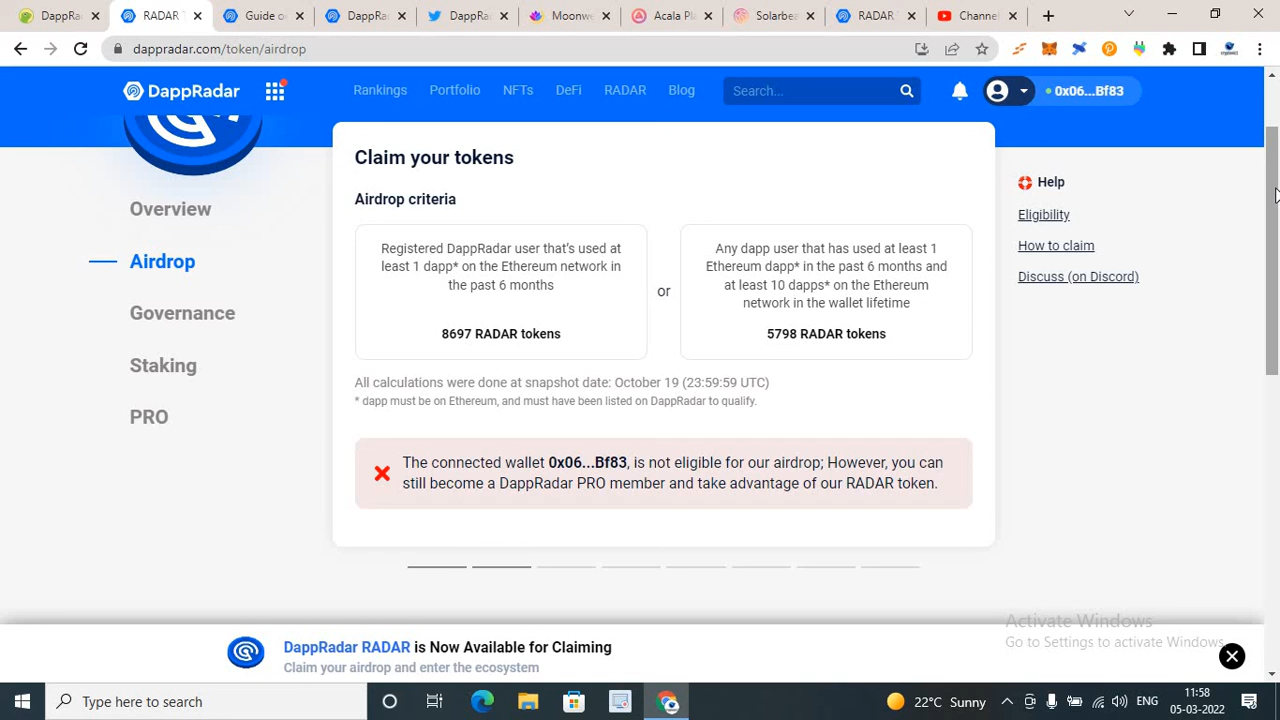 DappR
RADAR T
Guide o
DappRa
DappRa
Moonwe
Acala Pl
Solarbea
RADAR
Channel
dappradar.com/token/airdrop
DappRadar
Rankings
Portfolio
NFTs
DeFi
RADAR
Blog
Search...
0x06...Bf83
Overview
Airdrop
Governance
Staking
PRO
Claim your tokens
Airdrop criteria
Registered DappRadar user that's used at
least 1 dapp* on the Ethereum network in
the past 6 months
8697 RADAR tokens
or
Any dapp user that has used at least 1
Ethereum dapp* in the past 6 months and
at least 10 dapps* on the Ethereum
network in the wallet lifetime
5798 RADAR tokens
All calculations were done at snapshot date: October 19 (23:59:59 UTC)
* dapp must be on Ethereum, and must have been listed on DappRadar to qualify.
The connected wallet 0x06...Bf83, is not eligible for our airdrop; However, you can
still become a DappRadar PRO member and take advantage of our RADAR token.
Help
Eligibility
How to claim
Discuss (on Discord)
Activate Windows
Go to Settings to activate Windows.
DappRadar RADAR is Now Available for Claiming
Claim your airdrop and enter the ecosystem
Type here to search
22°C Sunny
ENG
11:58
05-03-2022